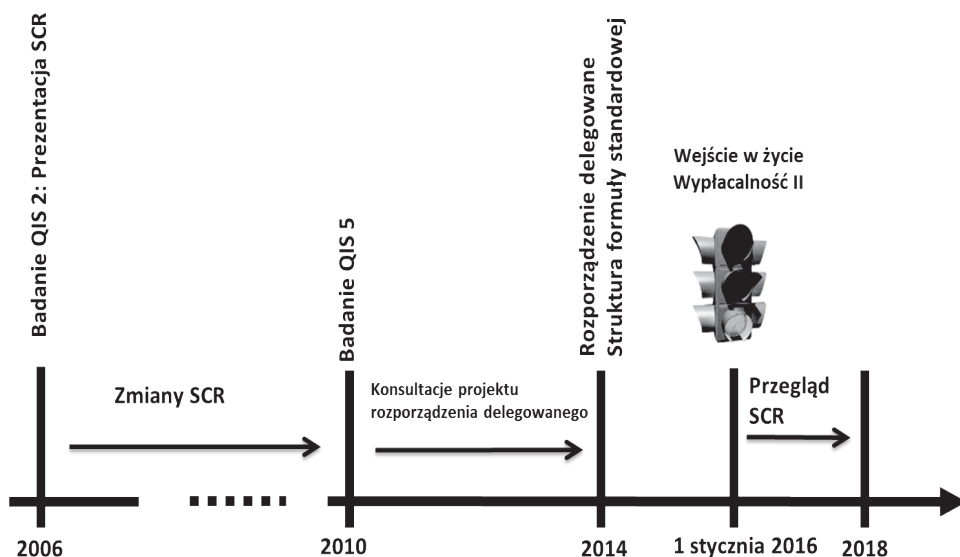 Badanie QIS 2: Prezentacja SCR
Zmiany SCR
Badanie QIS 5
Konsultacje projektu
rozporządzenia delegowanego
Rozporządzenie delegowane
Struktura formuły standardowej
Wejście w życie
Wypłacalność II
Przegląd
SCR
2006
2010
2014
1 stycznia 2016
2018